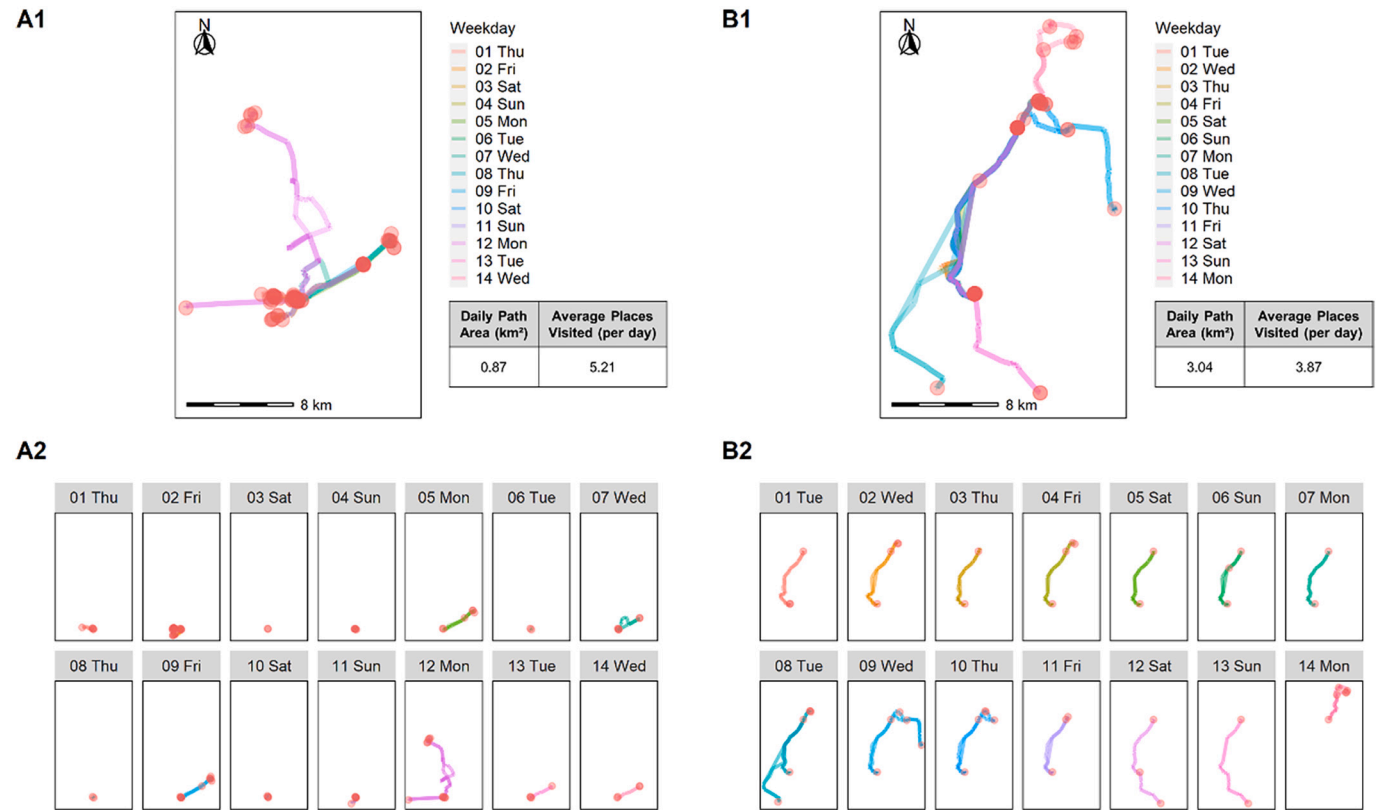 A1
N
Weekday
01 Thu
02 Fri
03 Sat
04 Sun
05 Mon
06 Tue
07 Wed
08 Thu
09 Fri
10 Sat
11 Sun
12 Mon
13 Tue
14 Wed
Daily Path Area (km²) Average Places Visited (per day)
0.87 5.21
8 km
B1
N
Weekday
01 Tue
02 Wed
03 Thu
04 Fri
05 Sat
06 Sun
07 Mon
08 Tue
09 Wed
10 Thu
11 Fri
12 Sat
13 Sun
14 Mon
Daily Path Area (km²) Average Places Visited (per day)
3.04 3.87
8 km
A2
01 Thu 02 Fri 03 Sat 04 Sun 05 Mon 06 Tue 07 Wed
08 Thu 09 Fri 10 Sat 11 Sun 12 Mon 13 Tue 14 Wed
B2
01 Tue 02 Wed 03 Thu 04 Fri 05 Sat 06 Sun 07 Mon
08 Tue 09 Wed 10 Thu 11 Fri 12 Sat 13 Sun 14 Mon